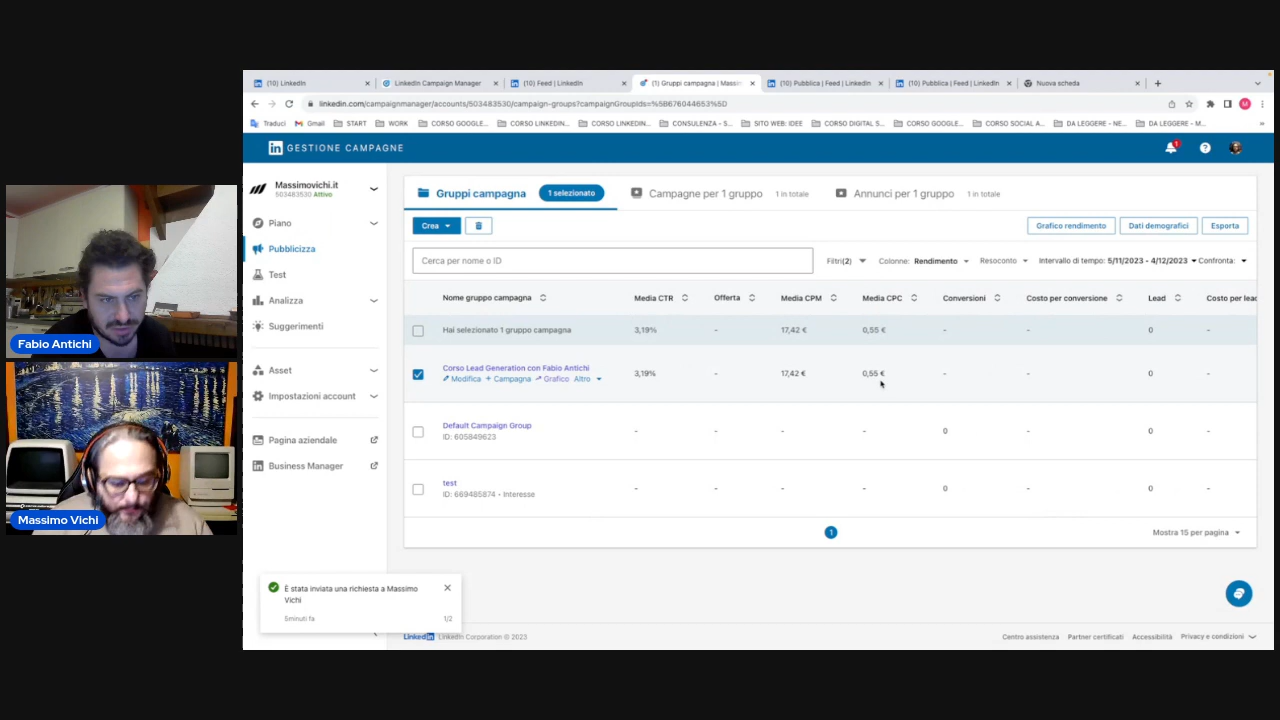 (10) LinkedIn
LinkedIn Campaign Manager
(10) Feed | LinkedIn
(1) Gruppi campagna | Massim
(10) Pubblica | Feed | LinkedIn
(10) Pubblica | Feed | LinkedIn
Nuova scheda
linkedin.com/campaignmanager/accounts/503483530/campaign-groups?campaignGroupIds=%5B676044653%5D
Traduci
Gmail
START
WORK
CORSO GOOGLE...
CORSO LINKEDIN...
CORSO LINKEDIN...
CONSULENZA - S...
SITO WEB: IDEE
CORSO DIGITAL S...
CORSO GOOGLE...
CORSO SOCIAL A...
DA LEGGERE - NE...
DA LEGGERE - M...
»
in GESTIONE CAMPAGNE
1
?
Massimovichi.it
503483530 Attivo
Piano
Pubblicizza
Test
Analizza
Suggerimenti
Asset
Impostazioni account
Pagina aziendale
Business Manager
Gruppi campagna 1 selezionato
Campagne per 1 gruppo 1 in totale
Annunci per 1 gruppo 1 in totale
Crea
Grafico rendimento
Dati demografici
Esporta
Cerca per nome o ID
Filtri(2)
Colonne: Rendimento
Resoconto
Intervallo di tempo: 5/11/2023 - 4/12/2023
Confronta:
Nome gruppo campagna Media CTR Offerta Media CPM Media CPC Conversioni Costo per conversione Lead Costo per lead
Hai selezionato 1 gruppo campagna 3,19% - 17,42 € 0,55 € - - 0 -
Corso Lead Generation con Fabio Antichi
Modifica + Campagna Grafico Altro
3,19% - 17,42 € 0,55 € - - 0 -
Default Campaign Group
ID: 605849623
- - - - 0 - 0 -
test
ID: 669485874 • Interesse
- - - - 0 - 0 -
1
Mostra 15 per pagina
È stata inviata una richiesta a Massimo
Vichi
5minuti fa
1/2
LinkedIn LinkedIn Corporation © 2023
Centro assistenza
Partner certificati
Accessibilità
Privacy e condizioni
Fabio Antichi
Massimo Vichi